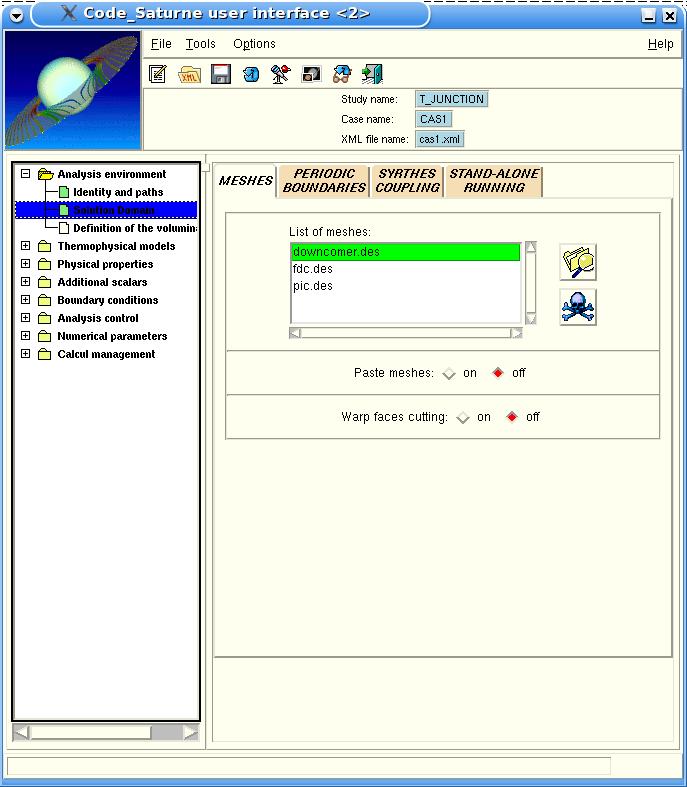 Code_Saturne user interface <2>
File Tools Options Help
XML
Study name: T_JUNCTION
Case name: CAS1
XML file name: cas1.xml
Analysis environment
Identity and paths
Solution Domain
Definition of the volumin
Thermophysical models
Physical properties
Additional scalars
Boundary conditions
Analysis control
Numerical parameters
Calcul management
MESHES
PERIODIC
BOUNDARIES
SYRTHES
COUPLING
STAND-ALONE
RUNNING
List of meshes:
downcomer.des
fdc.des
pic.des
Paste meshes: on off
Warp faces cutting: on off